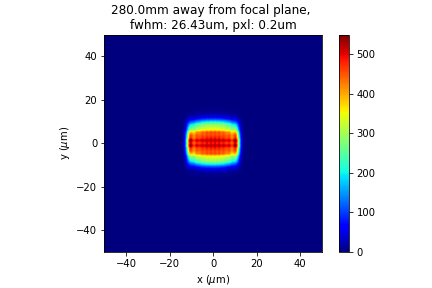 280.0mm away from focal plane,
fwhm: 26.43um, pxl: 0.2um
40
20
0
−20
−40
y (μm)
−40 −20 0 20 40
x (μm)
500
400
300
200
100
0